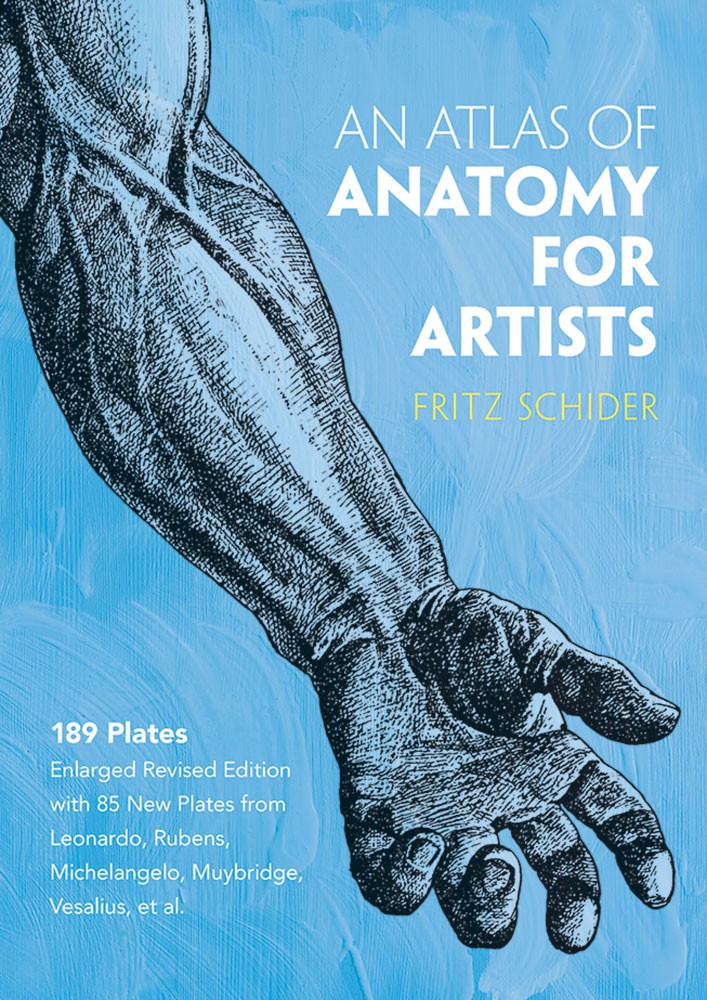 AN ATLAS OF
ANATOMY
FOR
ARTISTS
FRITZ SCHIDER
189 Plates
Enlarged Revised Edition
with 85 New Plates from
Leonardo, Rubens,
Michelangelo, Muybridge,
Vesalius, et al.